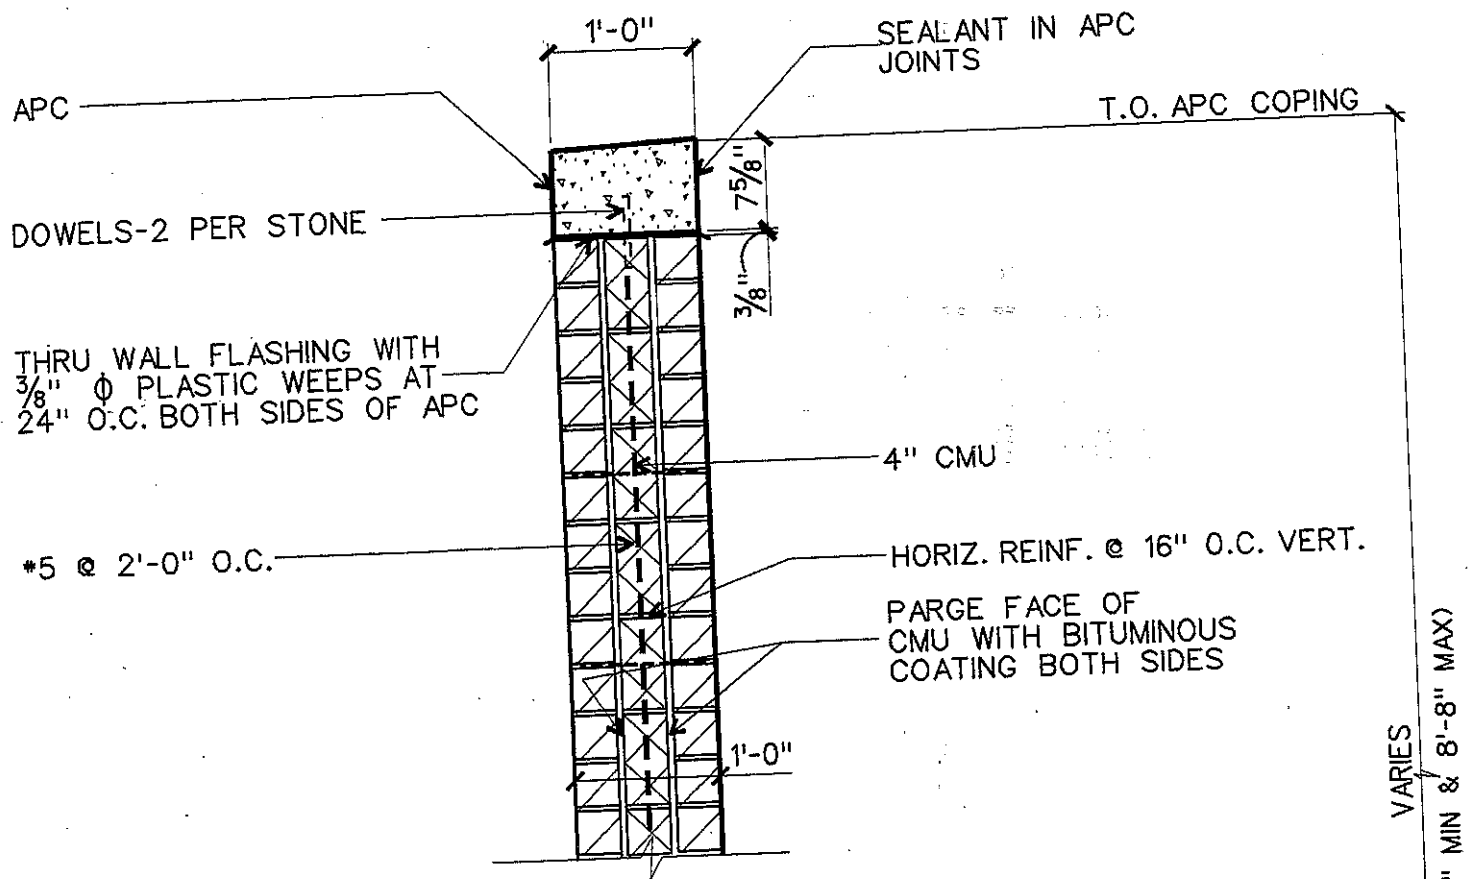 1'-0"
SEALANT IN APC
JOINTS
APC
T.O. APC COPING
7⅝"
DOWELS-2 PER STONE
⅜"
THRU WALL FLASHING WITH
⅜" ϕ PLASTIC WEEPS AT
24" O.C. BOTH SIDES OF APC
4" CMU
#5 @ 2'-0" O.C.
HORIZ. REINF. @ 16" O.C. VERT.
PARGE FACE OF
CMU WITH BITUMINOUS
COATING BOTH SIDES
1'-0"
VARIES
" MIN & 8'-8" MAX)